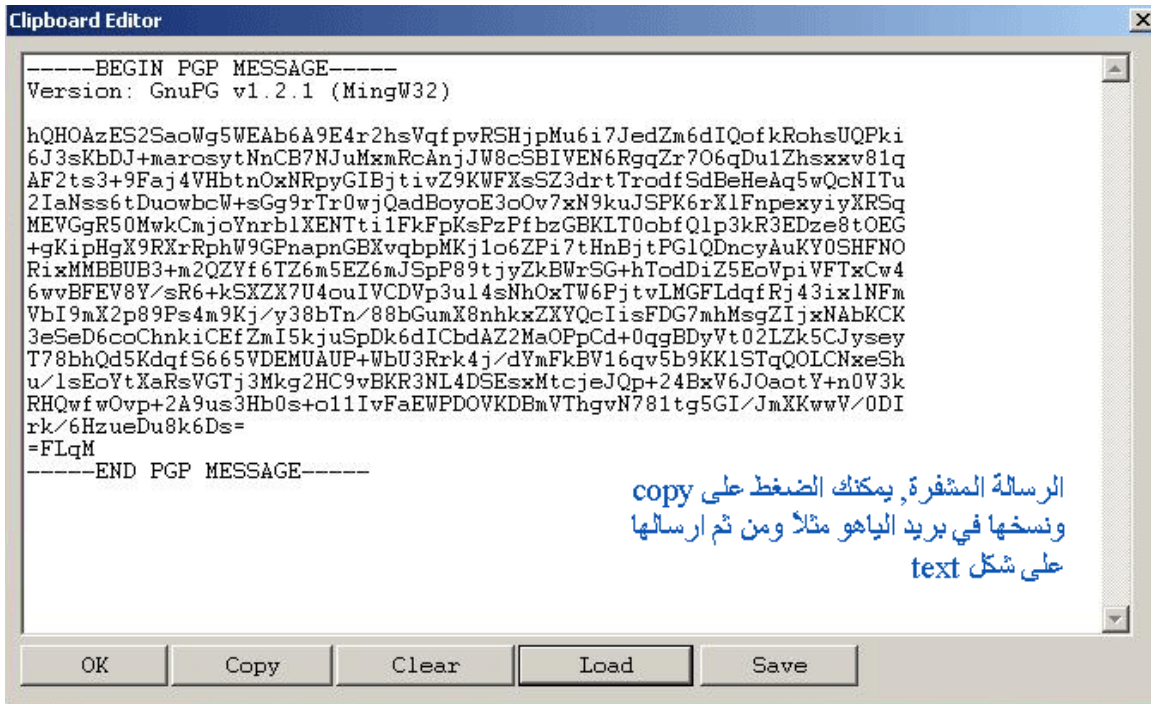 Clipboard Editor
-----BEGIN PGP MESSAGE-----
Version: GnuPG v1.2.1 (MingW32)
hQHOAzES2SaoWg5WEAb6A9E4r2hsVqfpvRSHjpMu6i7JedZm6dIQofkRohsUQPki
6J3sKbDJ+marosytNnCB7NJuMxmRcAnjJW8cSBIVEN6RgqZr7O6qDu1Zhsxxv81q
AF2ts3+9Faj4VHbtnOxNRpyGIBjtivZ9KWFXsSZ3drtTrodfSdBeHeAq5wQcNITu
2IaNss6tDuowbcW+sGg9rTr0wjQadBoyoE3oOv7xN9kuJSPK6rXlFnpexyiyXRSq
MEVGgR50MwkCmjoYnrblXENTti1FkFpKsPzPfbzGBKLT0obfQlp3kR3EDze8tOEG
+gKipHgX9RXrRphW9GPnapnGBXvqbpMKj1o6ZPi7tHnBjtPGlQDncyAuKY0SHFNO
RixMMBBUB3+m2QZYf6TZ6m5EZ6mJSpP89tjyZkBWrSG+hTodDiZ5EoVpiVFTxCw4
6wvBFEV8Y/sR6+kSXZX7U4ouIVCDVp3ul4sNhOxTW6PjtvLMGFLdqfRj43ix1NFm
VbI9mX2p89Ps4m9Kj/y38bTn/88bGumX8nhkxZXYQcIisFDG7mhMsgZIjxNAbKCK
3eSeD6coChnkiCEfZmI5kjuSpDk6dICbdAZ2MaOPpCd+0qgBDyVt02LZk5CJysey
T78bhQd5KdqfS665VDEMUAUP+WbU3Rrk4j/dYmFkBV16qv5b9KKlSTqQOLCNxeSh
u/lsEoYtXaRsVGTj3Mkg2HC9vBKR3NL4DSEsxMtcjeJQp+24BxV6JOaotY+n0V3k
RHQwfwOvp+2A9us3Hb0s+o11IvFaEWPDOVKDBmVThgvN781tg5GI/JmXKwwV/0DI
rk/6HzueDu8k6Ds=
=FLqM
-----END PGP MESSAGE-----
الرسالة المشفرة, يمكنك الضغط على copy
ونسخها في بريد الياهو مثلاً ومن ثم ارسالها
على شكل text
OK Copy Clear Load Save